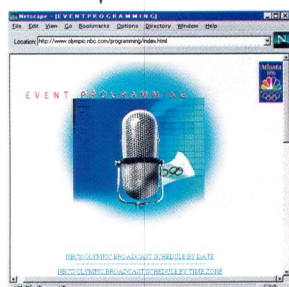 Netscape - [EVENTPROGRAMMING]
File Edit View Go Bookmarks Options Directory Window Help
Location: http://www.olympic.nbc.com/programming/index.html
N
Atlanta
1996
EVENT PROGRAMMING
NBC'S OLYMPIC BROADCAST SCHEDULE BY DATE
NBC'S OLYMPIC BROADCAST SCHEDULE BY TIME ZONE